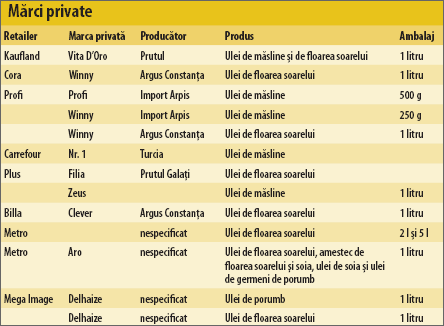 Mărci private
Retailer Marca privată Producător Produs Ambalaj
Kaufland Vita D'Oro Prutul Ulei de măsline și de floarea soarelui 1 litru
Cora Winny Argus Constanța Ulei de floarea soarelui 1 litru
Profi Profi Import Arpis Ulei de măsline 500 g
Winny Import Arpis Ulei de măsline 250 g
Winny Argus Constanța Ulei de floarea soarelui 1 litru
Carrefour Nr. 1 Turcia Ulei de măsline
Plus Filia Prutul Galați Ulei de floarea soarelui
Zeus Ulei de măsline 1 litru
Billa Clever Argus Constanța Ulei de floarea soarelui 1 litru
Metro nespecificat Ulei de floarea soarelui 2 l și 5 l
Metro Aro nespecificat Ulei de floarea soarelui, amestec de 1 litru
floarea soarelui și soia, ulei de soia și ulei
de germeni de porumb
Mega Image Delhaize nespecificat Ulei de porumb 1 litru
Delhaize nespecificat Ulei de floarea soarelui 1 litru